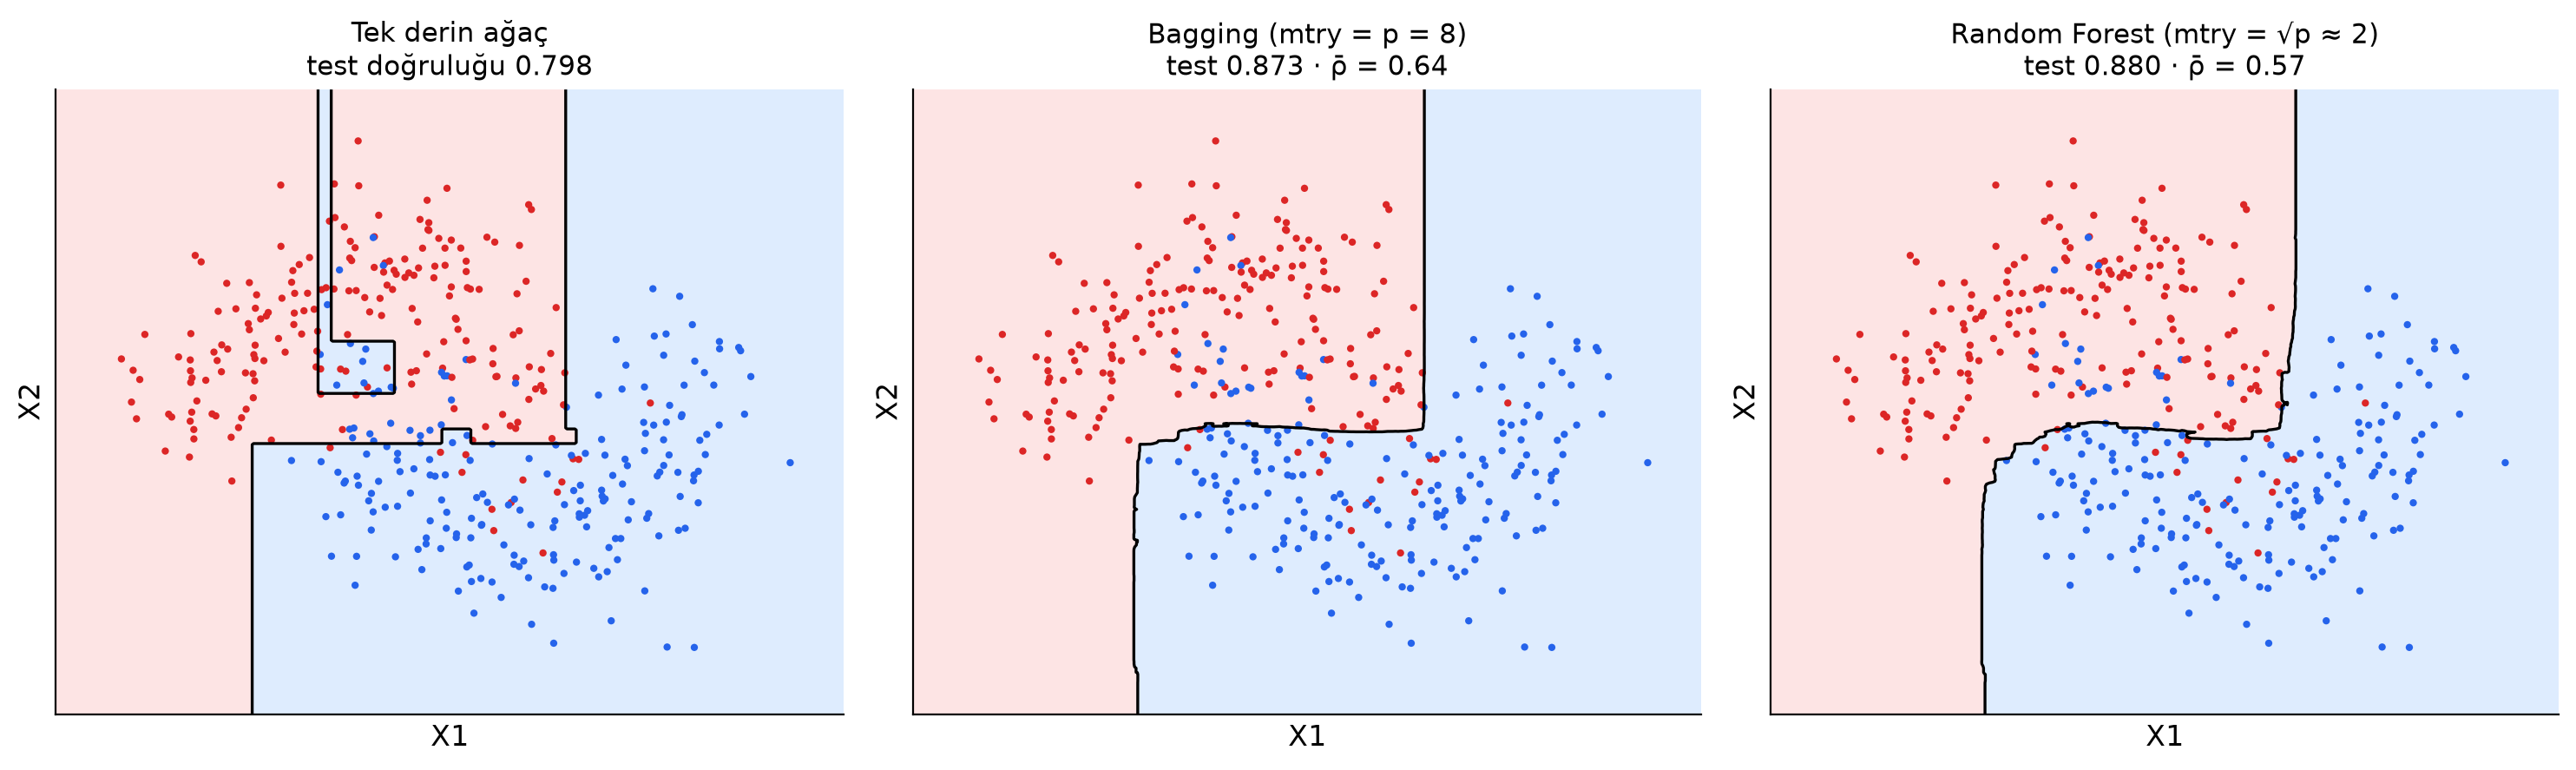 Tek derin ağaç
test doğruluğu 0.798
X2
X1
Bagging (mtry = p = 8)
test 0.873 · ρ̄ = 0.64
X2
X1
Random Forest (mtry = √p ≈ 2)
test 0.880 · ρ̄ = 0.57
X2
X1